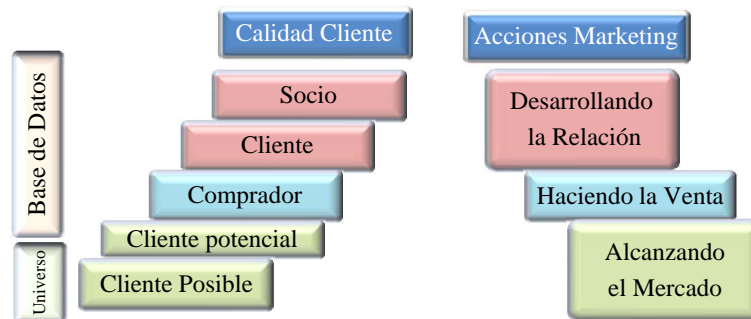 Calidad Cliente
Acciones Marketing
Base de Datos
Socio
Desarrollando
la Relación
Cliente
Comprador
Haciendo la Venta
Cliente potencial
Universo
Cliente Posible
Alcanzando
el Mercado